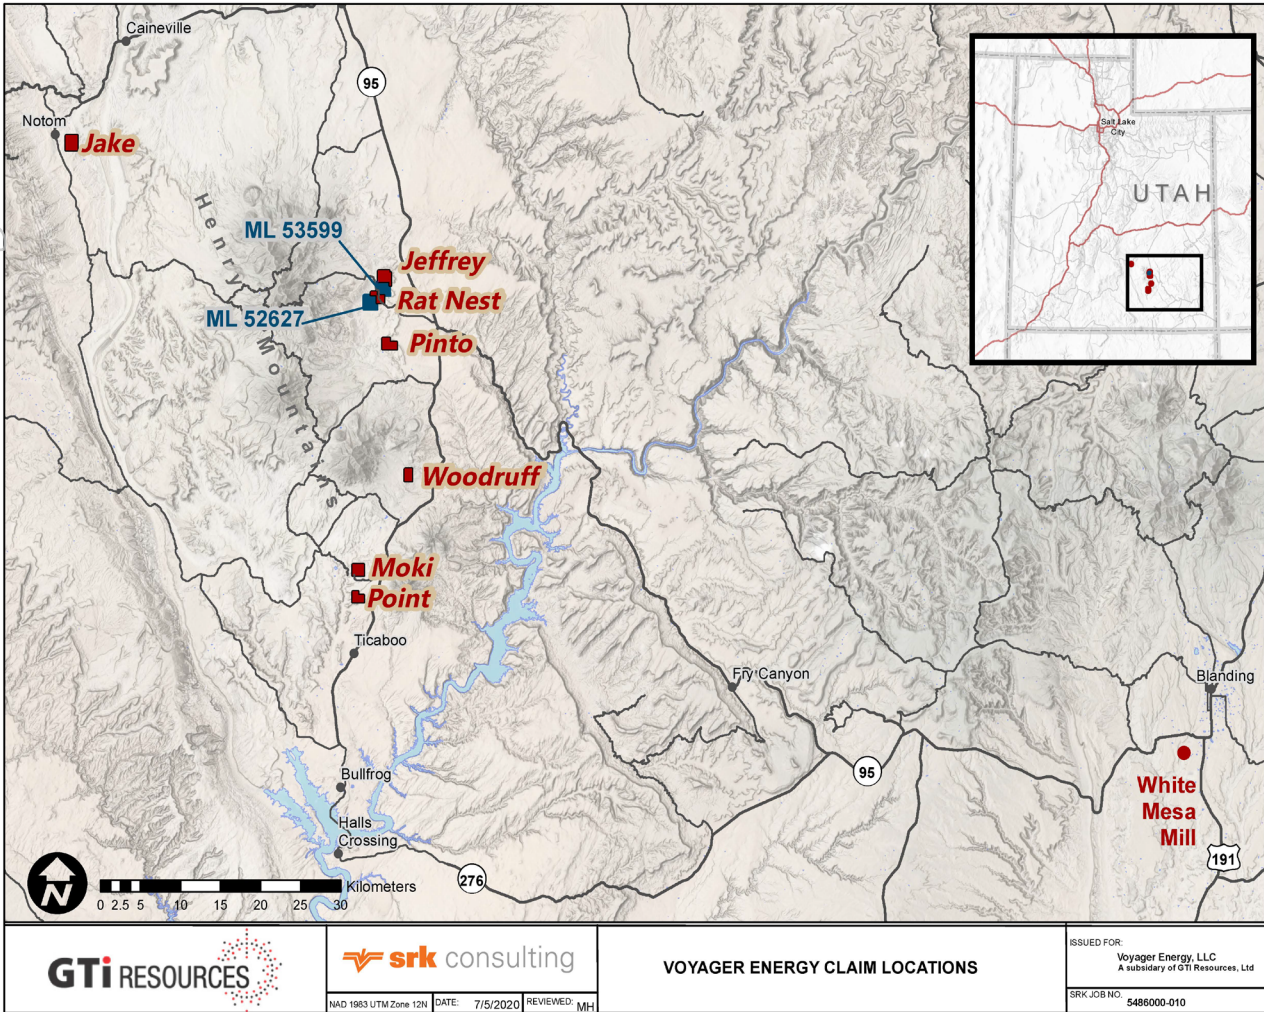 Caineville
95
Notom
Jake
Henry Mountains
ML 53599
Jeffrey
Rat Nest
ML 52627
Pinto
Woodruff
Moki
Point
Ticaboo
Fry Canyon
Blanding
Bullfrog
95
White
Mesa
Mill
Halls
Crossing
191
276
N
Kilometers
0 2.5 5 10 15 20 25 30
Salt Lake
City
UTAH
GTi RESOURCES
srk consulting
NAD 1983 UTM Zone 12N
DATE: 7/5/2020
REVIEWED: MH
VOYAGER ENERGY CLAIM LOCATIONS
ISSUED FOR:
Voyager Energy, LLC
A subsidiary of GTI Resources, Ltd
SRK JOB NO. 5486000-010